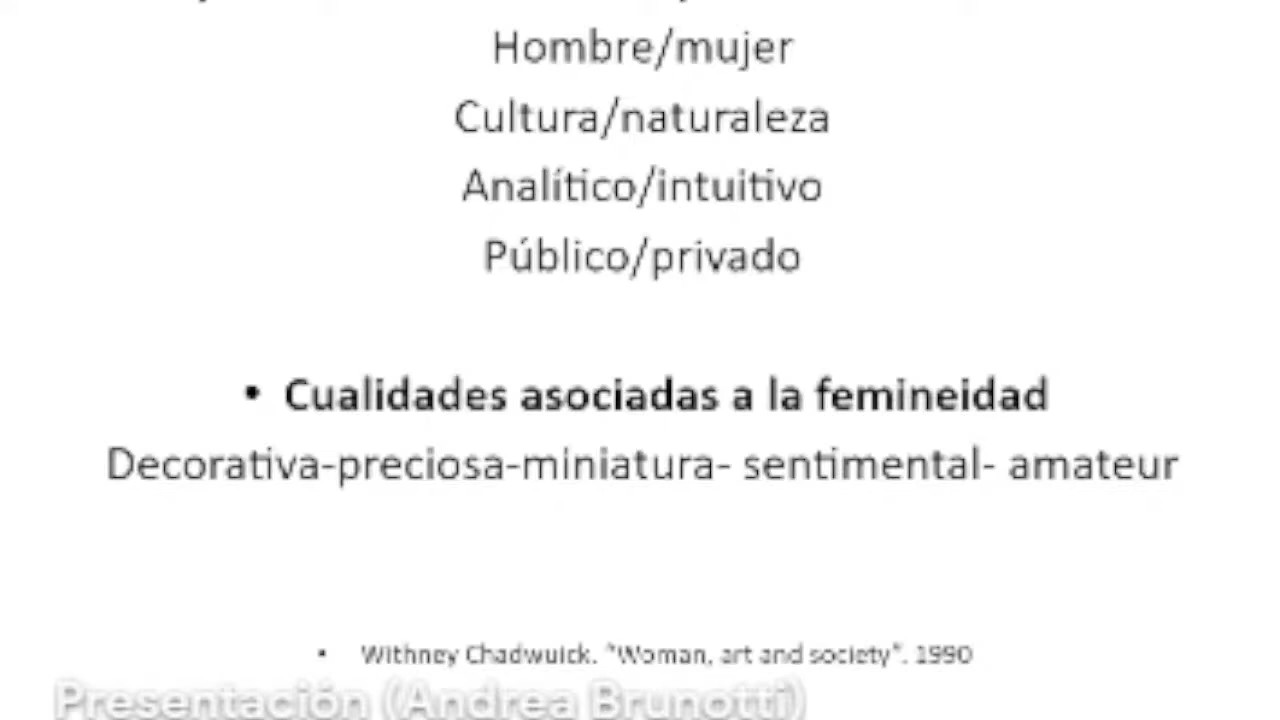 Hombre/mujer
Cultura/naturaleza
Analítico/intuitivo
Público/privado
• Cualidades asociadas a la femineidad
Decorativa-preciosa-miniatura- sentimental- amateur
• Withney Chadwuick. "Woman, art and society". 1990
Presentación (Andrea Brunotti)